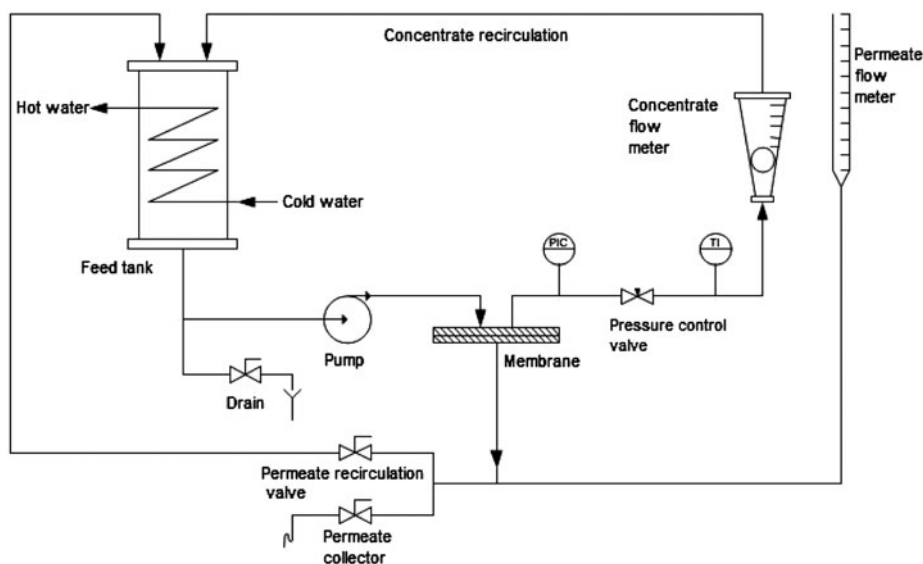 Concentrate recirculation
Permeate
flow
meter
Hot water
Concentrate
flow
meter
Cold water
Feed tank
PIC
TI
Pump
Membrane
Pressure control
valve
Drain
Permeate recirculation
valve
Permeate
collector